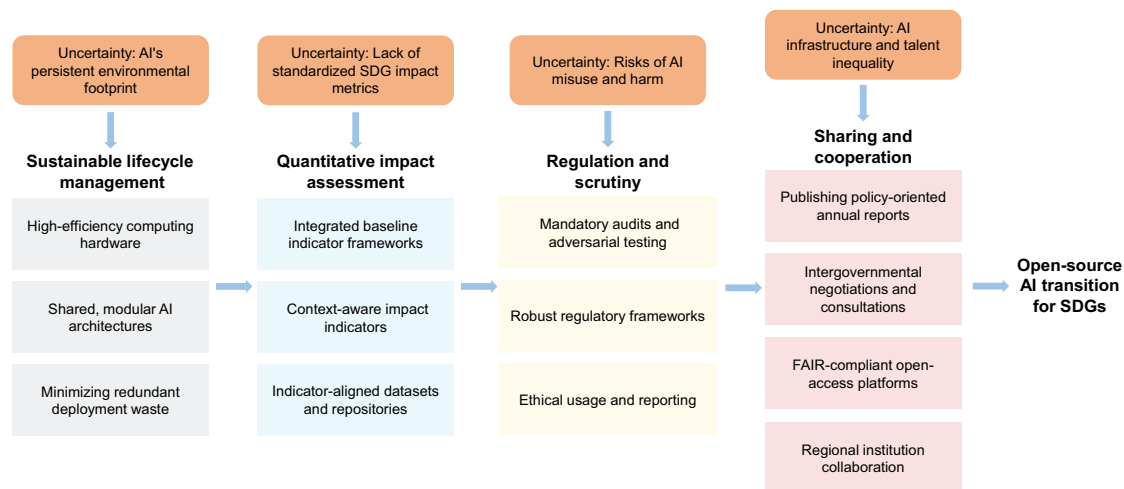 Uncertainty: AI's
persistent environmental
footprint
Sustainable lifecycle
management
High-efficiency computing
hardware
Shared, modular AI
architectures
Minimizing redundant
deployment waste
Uncertainty: Lack of
standardized SDG impact
metrics
Quantitative impact
assessment
Integrated baseline
indicator frameworks
Context-aware impact
indicators
Indicator-aligned datasets
and repositories
Uncertainty: Risks of AI
misuse and harm
Regulation and
scrutiny
Mandatory audits and
adversarial testing
Robust regulatory frameworks
Ethical usage and reporting
Uncertainty: AI
infrastructure and talent
inequality
Sharing and
cooperation
Publishing policy-oriented
annual reports
Intergovernmental
negotiations and
consultations
FAIR-compliant open-
access platforms
Regional institution
collaboration
Open-source
AI transition
for SDGs